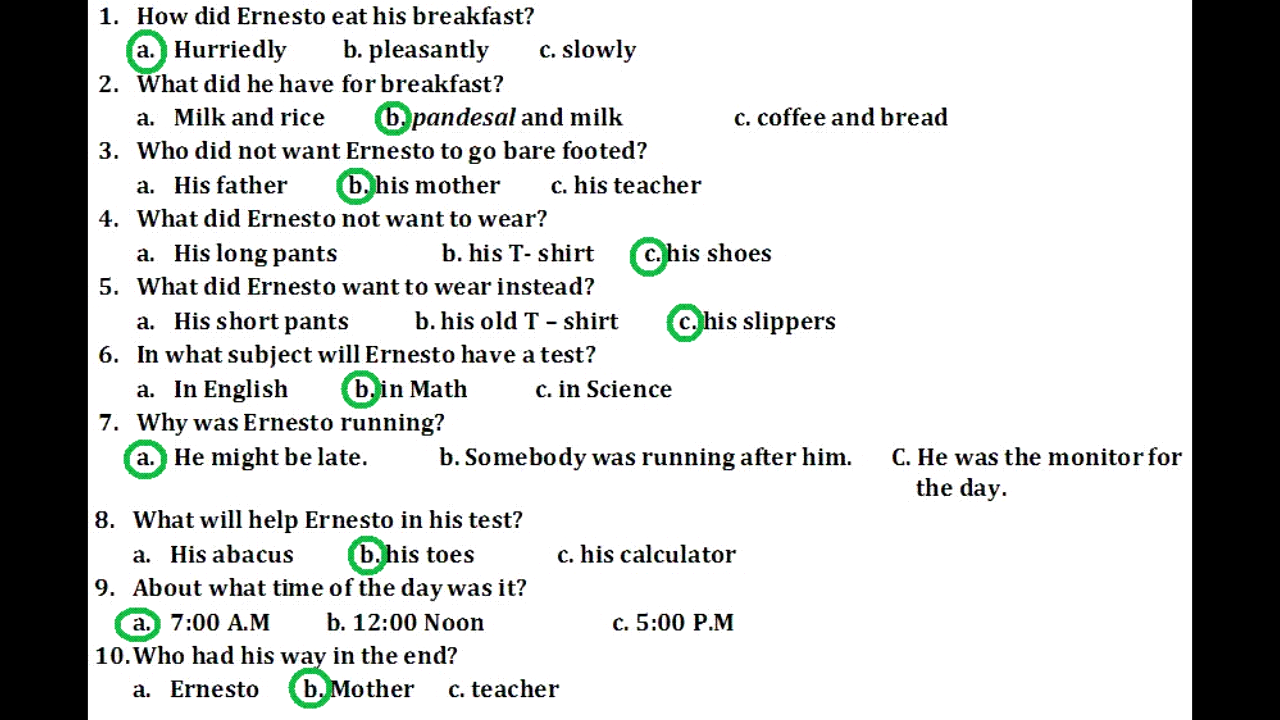 1. How did Ernesto eat his breakfast?
a. Hurriedly b. pleasantly c. slowly
2. What did he have for breakfast?
a. Milk and rice b. pandesal and milk c. coffee and bread
3. Who did not want Ernesto to go bare footed?
a. His father b. his mother c. his teacher
4. What did Ernesto not want to wear?
a. His long pants b. his T- shirt c. his shoes
5. What did Ernesto want to wear instead?
a. His short pants b. his old T – shirt c. his slippers
6. In what subject will Ernesto have a test?
a. In English b. in Math c. in Science
7. Why was Ernesto running?
a. He might be late. b. Somebody was running after him. C. He was the monitor for
the day.
8. What will help Ernesto in his test?
a. His abacus b. his toes c. his calculator
9. About what time of the day was it?
a. 7:00 A.M b. 12:00 Noon c. 5:00 P.M
10. Who had his way in the end?
a. Ernesto b. Mother c. teacher